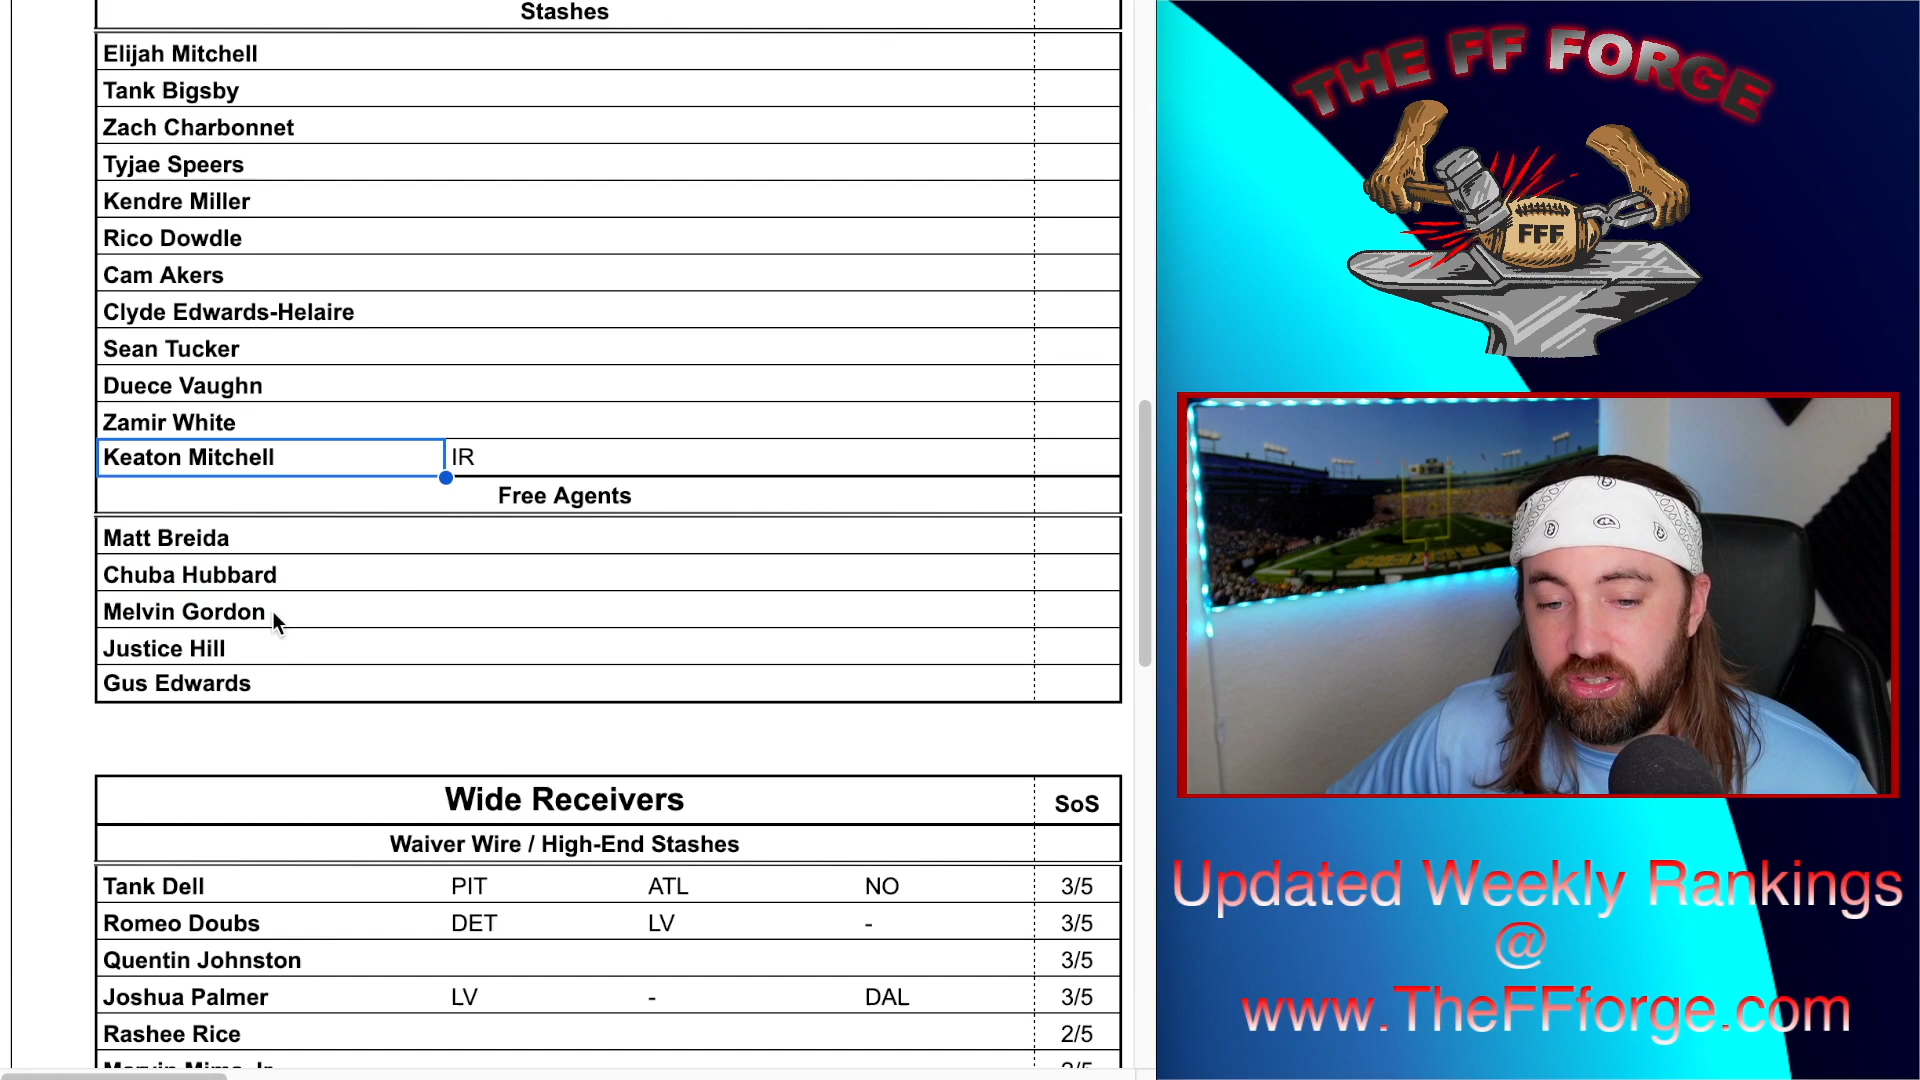 Stashes
Elijah Mitchell
Tank Bigsby
Zach Charbonnet
Tyjae Speers
Kendre Miller
Rico Dowdle
Cam Akers
Clyde Edwards-Helaire
Sean Tucker
Duece Vaughn
Zamir White
Keaton Mitchell IR
Free Agents
Matt Breida
Chuba Hubbard
Melvin Gordon
Justice Hill
Gus Edwards
Wide Receivers SoS
Waiver Wire / High-End Stashes
Tank Dell PIT ATL NO 3/5
Romeo Doubs DET LV - 3/5
Quentin Johnston 3/5
Joshua Palmer LV - DAL 3/5
Rashee Rice 2/5
THE FF FORGE
FFF
Updated Weekly Rankings
@
www.TheFFforge.com